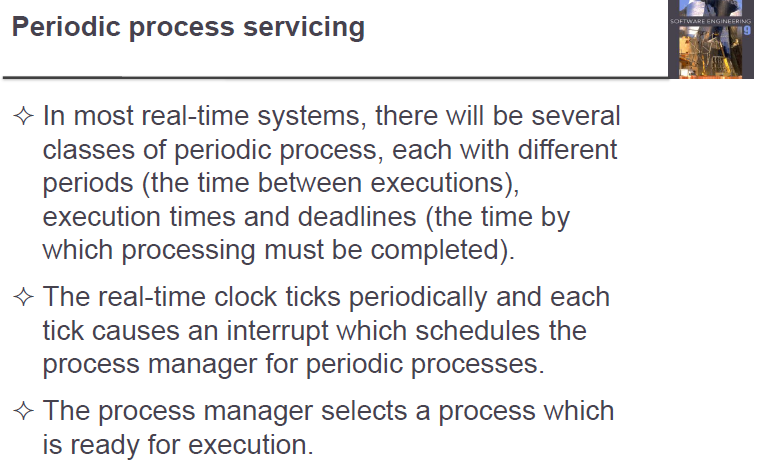 Periodic process servicing
SOFTWARE ENGINEERING
9
✧ In most real-time systems, there will be several
classes of periodic process, each with different
periods (the time between executions),
execution times and deadlines (the time by
which processing must be completed).
✧ The real-time clock ticks periodically and each
tick causes an interrupt which schedules the
process manager for periodic processes.
✧ The process manager selects a process which
is ready for execution.